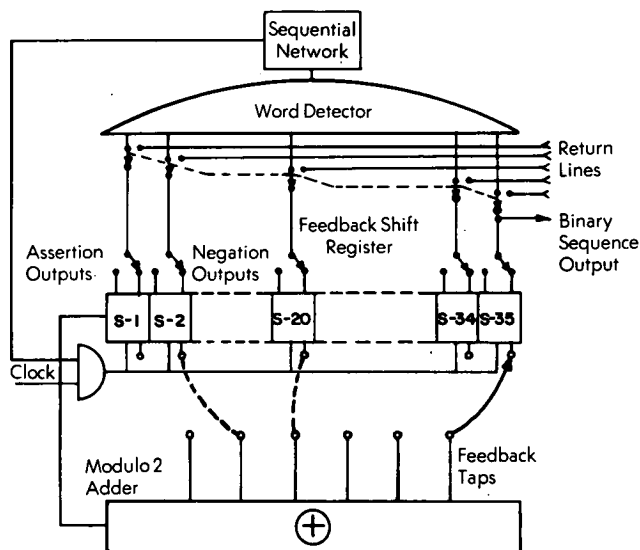 Sequential
Network
Word Detector
Return
Lines
Feedback Shift
Register
Binary
Sequence
Output
Assertion
Outputs
Negation
Outputs
S-1
S-2
S-20
S-34
S-35
Clock
Modulo 2
Adder
Feedback
Taps